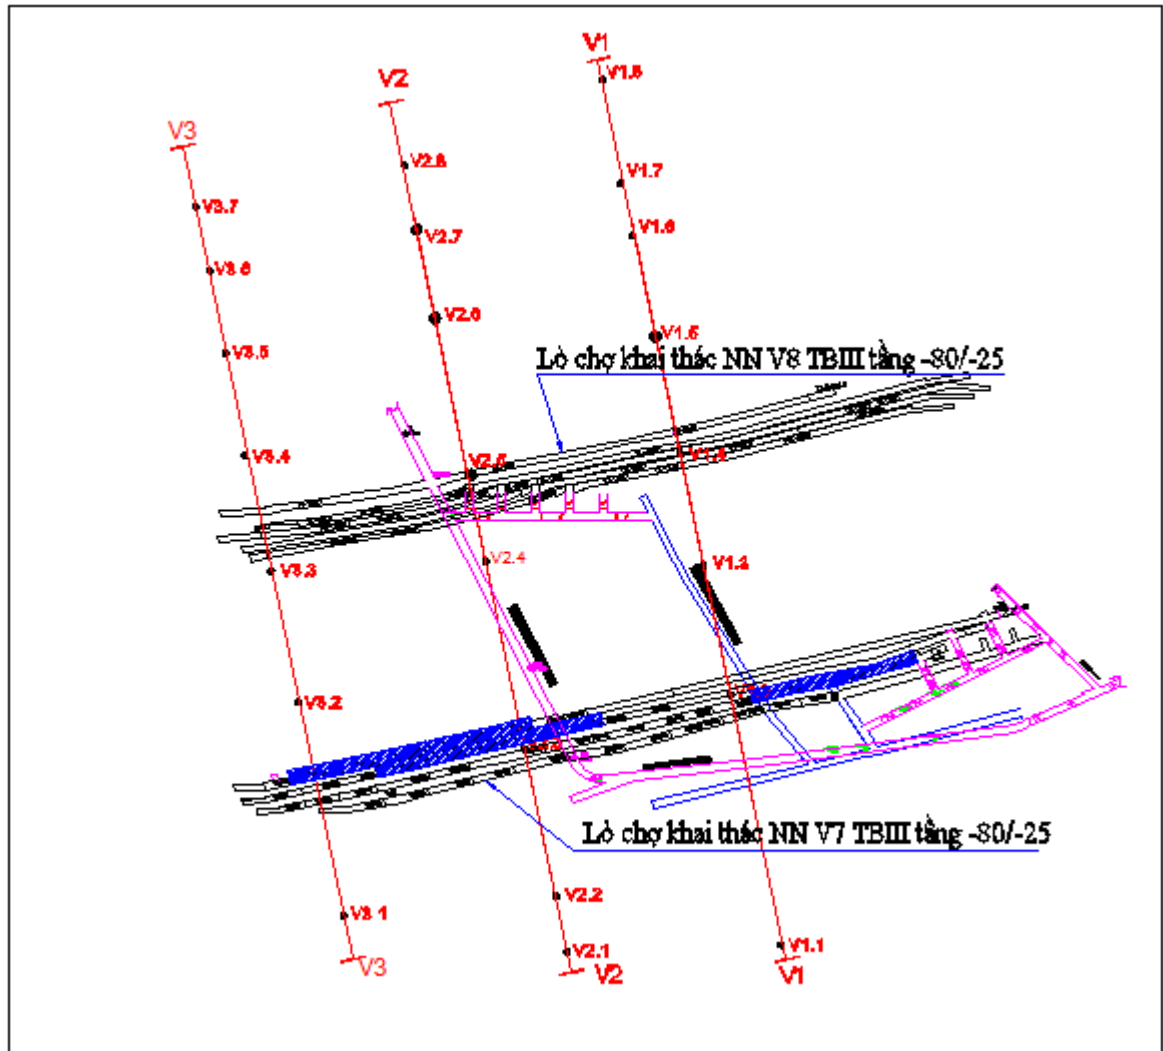 V1
V1.8
V2
V3
V2.8
V1.7
V3.7
V1.6
V2.7
V3.6
V2.6
V1.5
V3.5
Lò chợ khai thác NN V8 TBIII tầng -80/-25
V3.4
V1.4
V2.5
V2.4
V3.3
V1.3
V3.2
Lò chợ khai thác NN V7 TBIII tầng -80/-25
V2.2
V3.1
V1.1
V2.1
V3
V2
V1